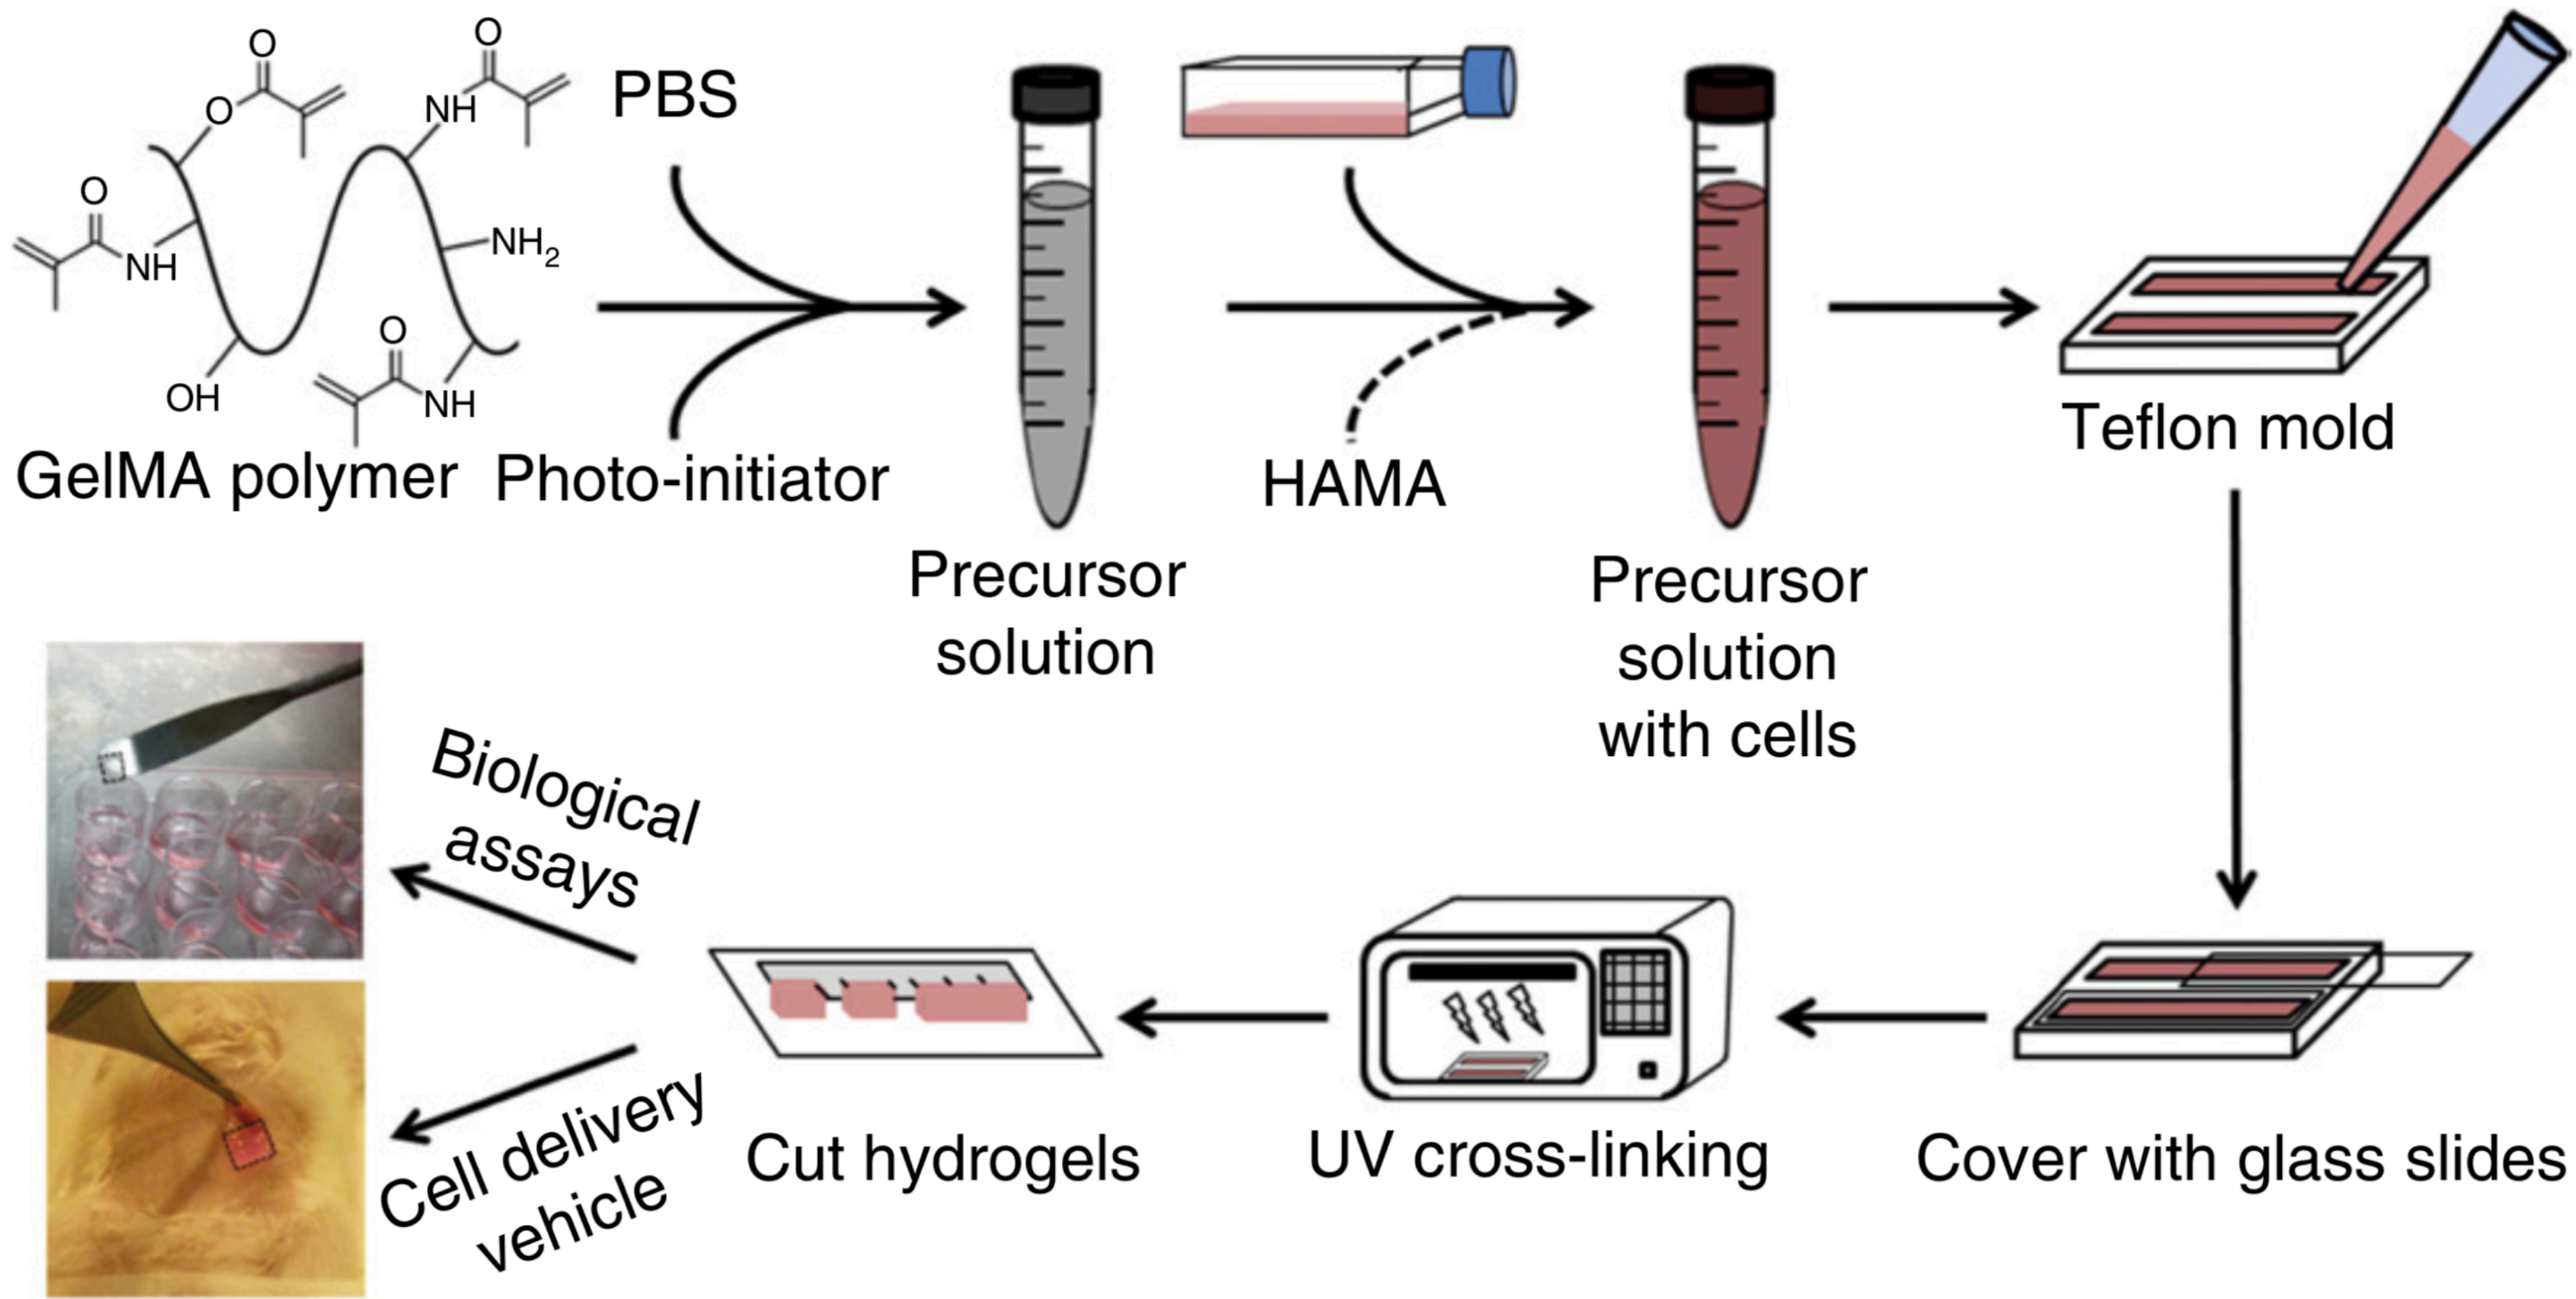 O
O
O
NH
PBS
O
NH
NH₂
O
OH
NH
GelMA polymer
Photo-initiator
HAMA
Teflon mold
Precursor
solution
Precursor
solution
with cells
Biological
assays
Cell delivery
vehicle
Cut hydrogels
UV cross-linking
Cover with glass slides